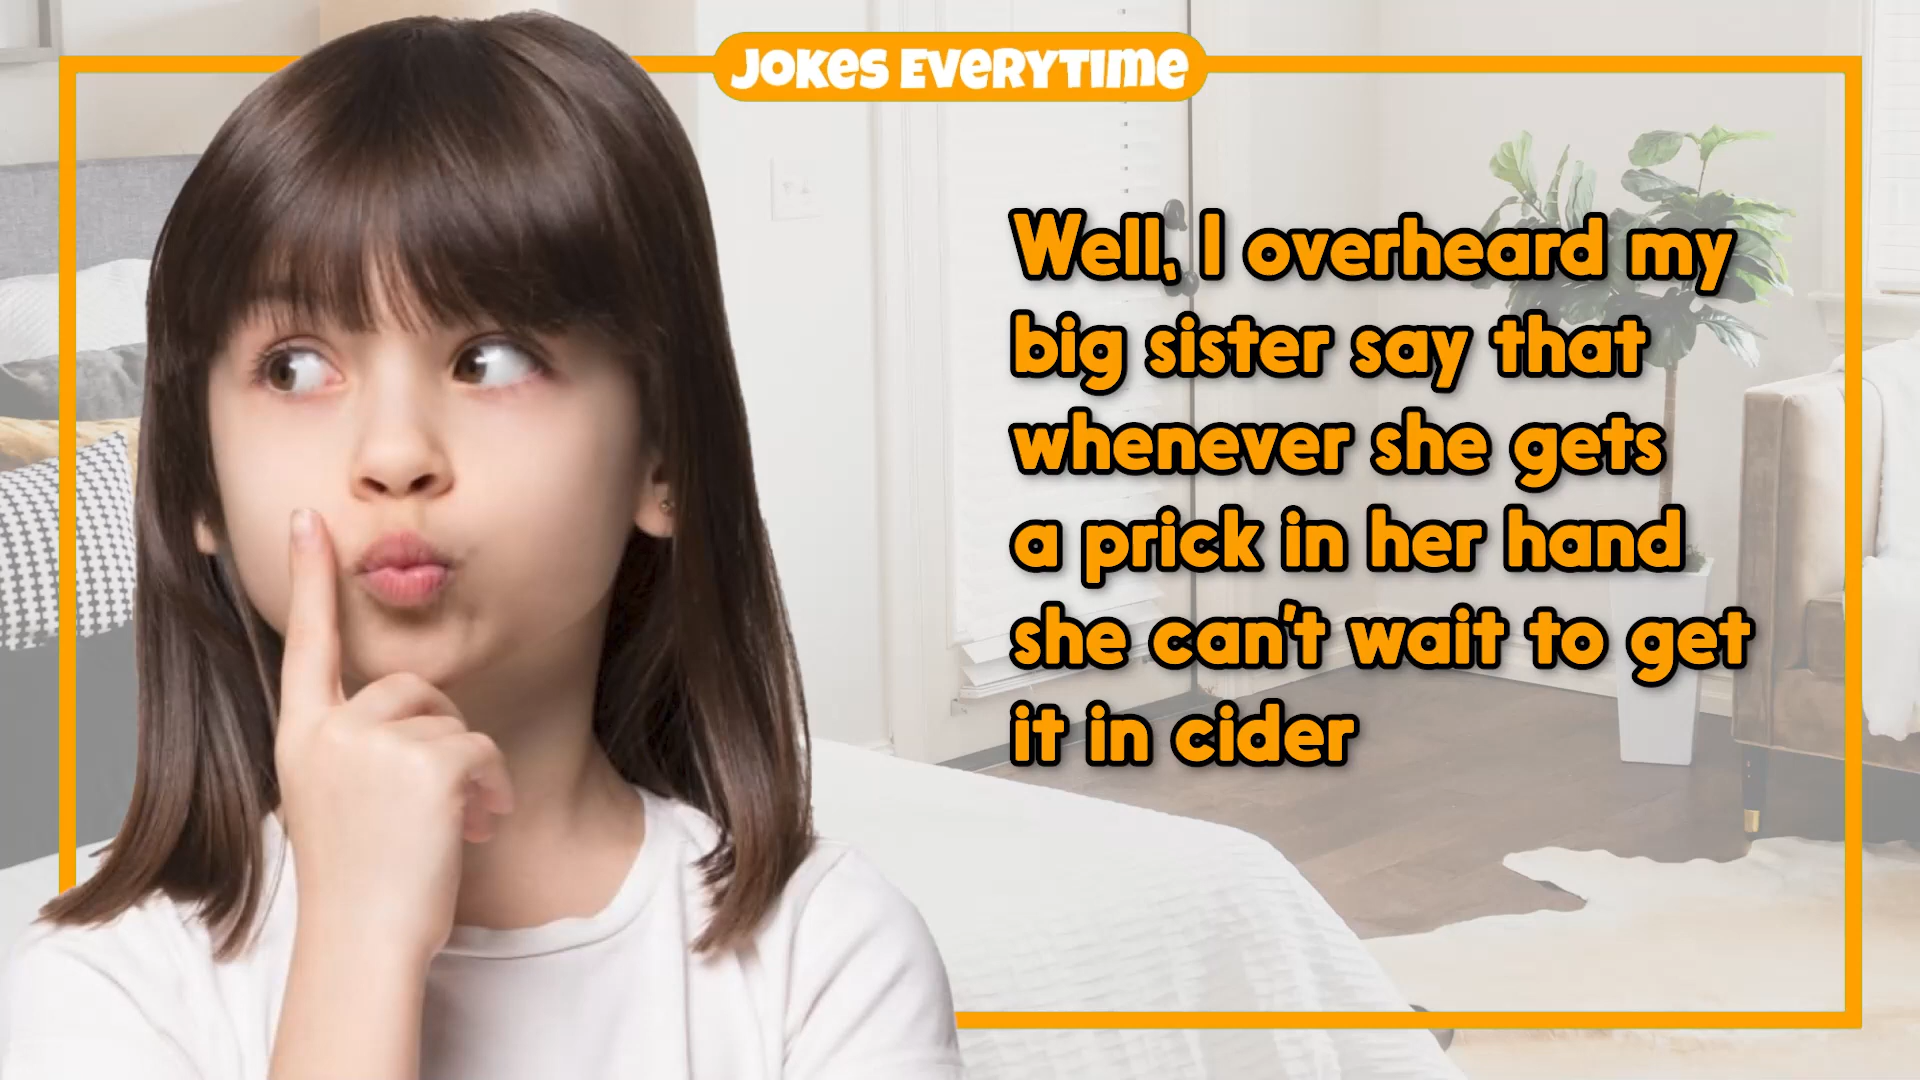 JOKES EVERYTIME
Well, I overheard my
big sister say that
whenever she gets
a prick in her hand
she can't wait to get
it in cider